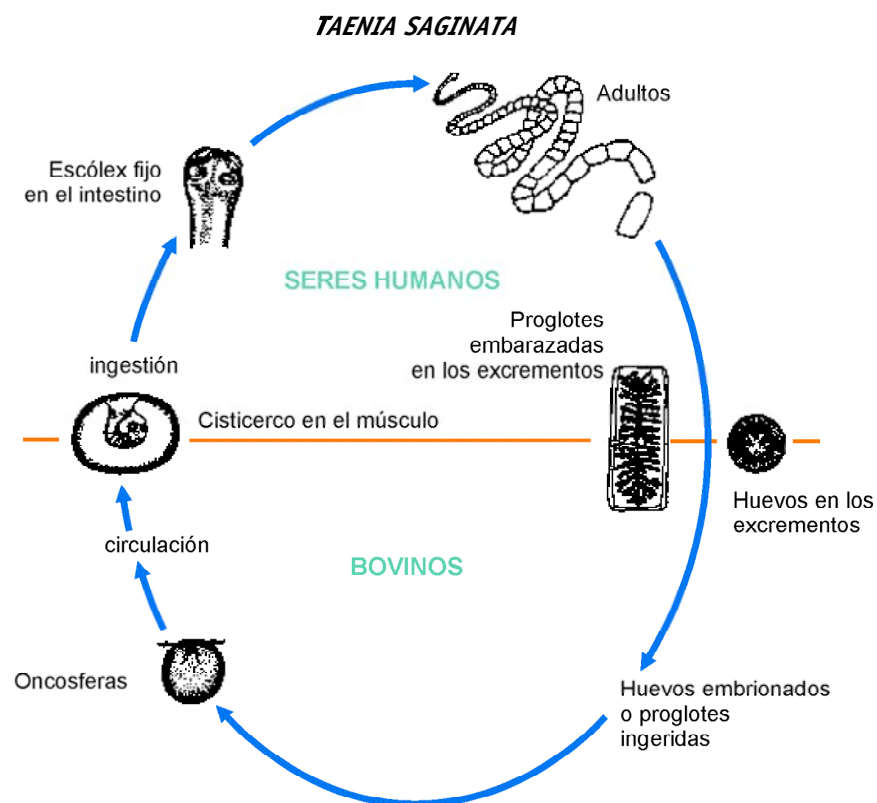 TAENIA SAGINATA
Adultos
Escólex fijo
en el intestino
SERES HUMANOS
Proglotes
embarazadas
en los excrementos
ingestión
Cisticerco en el músculo
Huevos en los
excrementos
circulación
BOVINOS
Oncosferas
Huevos embrionados
o proglotes
ingeridas